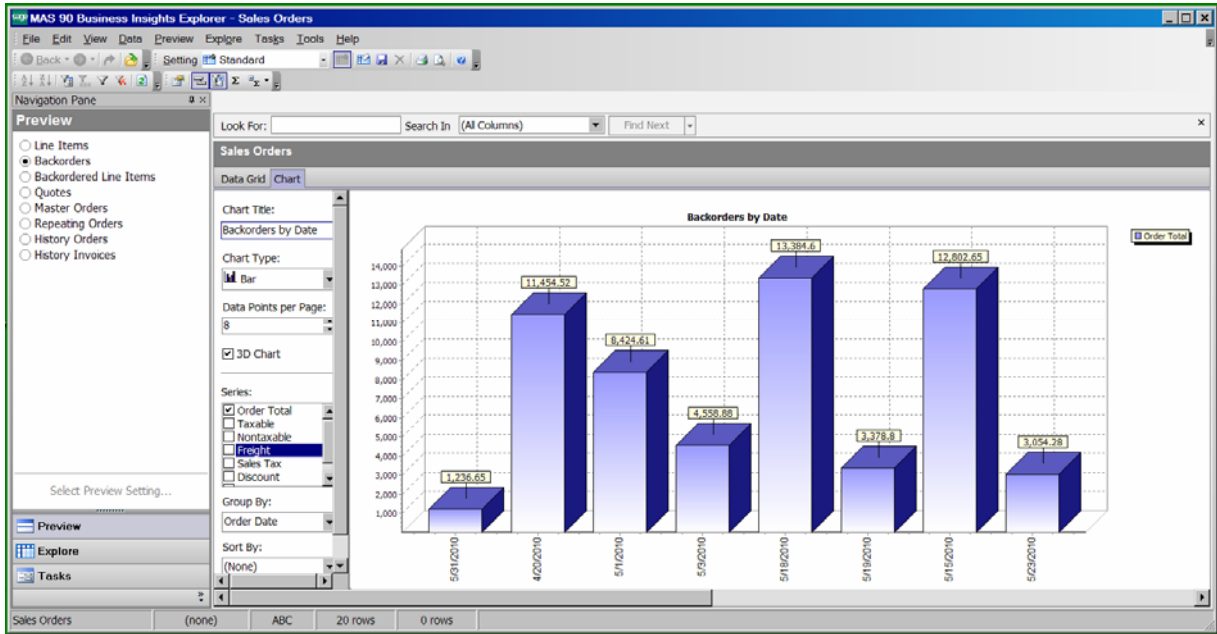 MAS 90 Business Insights Explorer - Sales Orders
File Edit View Data Preview Explore Tasks Tools Help
Back Setting Standard
Navigation Pane
Preview
Line Items
Backorders
Backordered Line Items
Quotes
Master Orders
Repeating Orders
History Orders
History Invoices
Select Preview Setting...
Preview
Explore
Tasks
Look For: Search In (All Columns) Find Next
Sales Orders
Data Grid Chart
Chart Title:
Backorders by Date
Chart Type:
Bar
Data Points per Page:
8
3D Chart
Series:
Order Total
Taxable
Nontaxable
Freight
Sales Tax
Discount
Group By:
Order Date
Sort By:
(None)
Backorders by Date
Order Total
14,000
13,000
12,000
11,000
10,000
9,000
8,000
7,000
6,000
5,000
4,000
3,000
2,000
1,000
1,236.65
11,454.52
8,424.61
4,558.88
13,384.6
3,378.8
12,802.65
3,054.28
5/31/2010
4/20/2010
5/1/2010
5/3/2010
5/18/2010
5/19/2010
5/15/2010
5/23/2010
Sales Orders (none) ABC 20 rows 0 rows